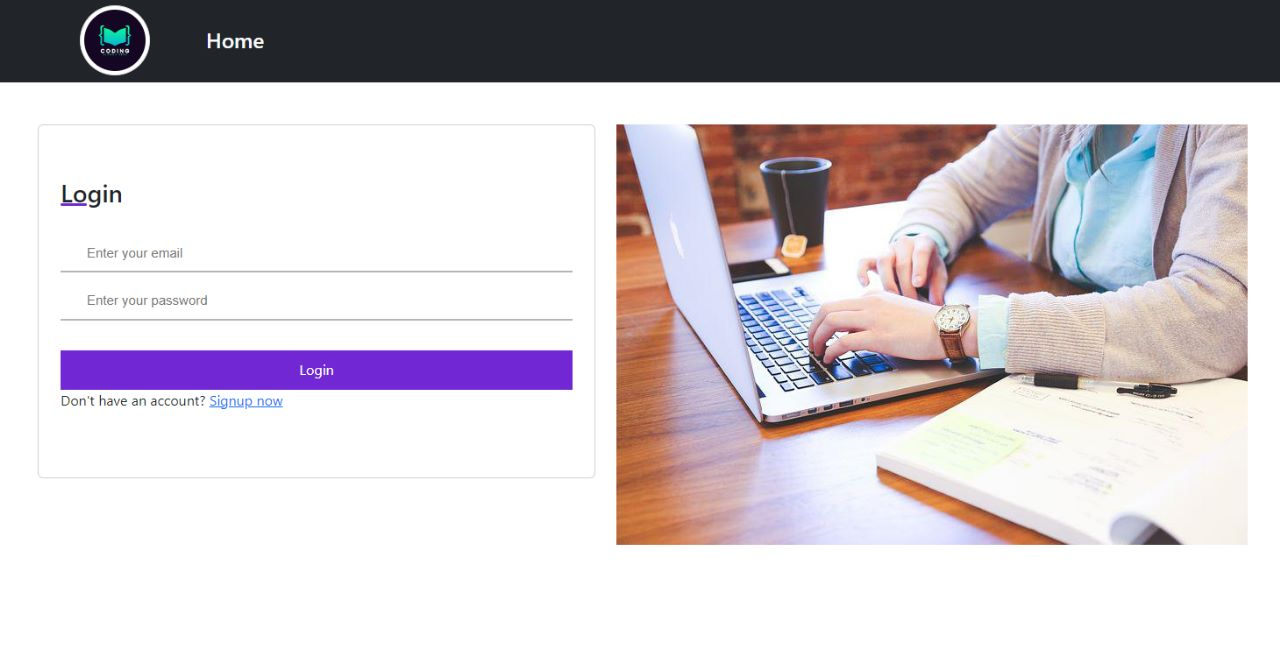 CODING
Home
Login
Enter your email
Enter your password
Login
Don't have an account? Signup now